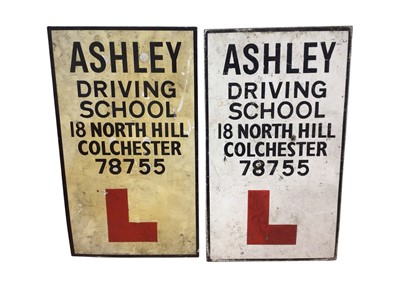 ASHLEY
DRIVING
SCHOOL
18 NORTH HILL
COLCHESTER
78755
L
ASHLEY
DRIVING
SCHOOL
18 NORTH HILL
COLCHESTER
78755
L